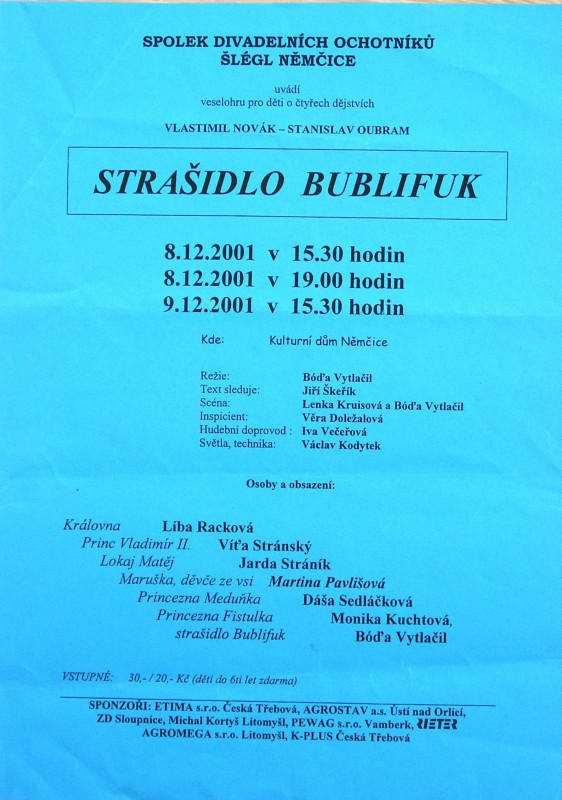 SPOLEK DIVADELNÍCH OCHOTNÍKŮ
ŠLÉGL NĚMČICE
uvádí
veselohru pro děti o čtyřech dějstvích
VLASTIMIL NOVÁK – STANISLAV OUBRAM
STRAŠIDLO BUBLIFUK
8.12.2001 v 15.30 hodin
8.12.2001 v 19.00 hodin
9.12.2001 v 15.30 hodin
Kde: Kulturní dům Němčice
Režie: Bóďa Vytlačil
Text sleduje: Jiří Škeřík
Scéna: Lenka Kruisová a Bóďa Vytlačil
Inspicient: Věra Doležalová
Hudební doprovod : Iva Večeřová
Světla, technika: Václav Kodytek
Osoby a obsazení:
Královna Líba Racková
Princ Vladimír II. Víťa Stránský
Lokaj Matěj Jarda Stráník
Maruška, děvče ze vsi Martina Pavlišová
Princezna Meduňka Dáša Sedláčková
Princezna Fistulka Monika Kuchtová,
strašidlo Bublifuk Bóďa Vytlačil
VSTUPNÉ: 30,- / 20,- Kč (děti do 6ti let zdarma)
SPONZOŘI: ETIMA s.r.o. Česká Třebová, AGROSTAV a.s. Ústí nad Orlicí,
ZD Sloupnice, Michal Kortyš Litomyšl, PEWAG s.r.o. Vamberk, RIETER
AGROMEGA s.r.o. Litomyšl, K-PLUS Česká Třebová